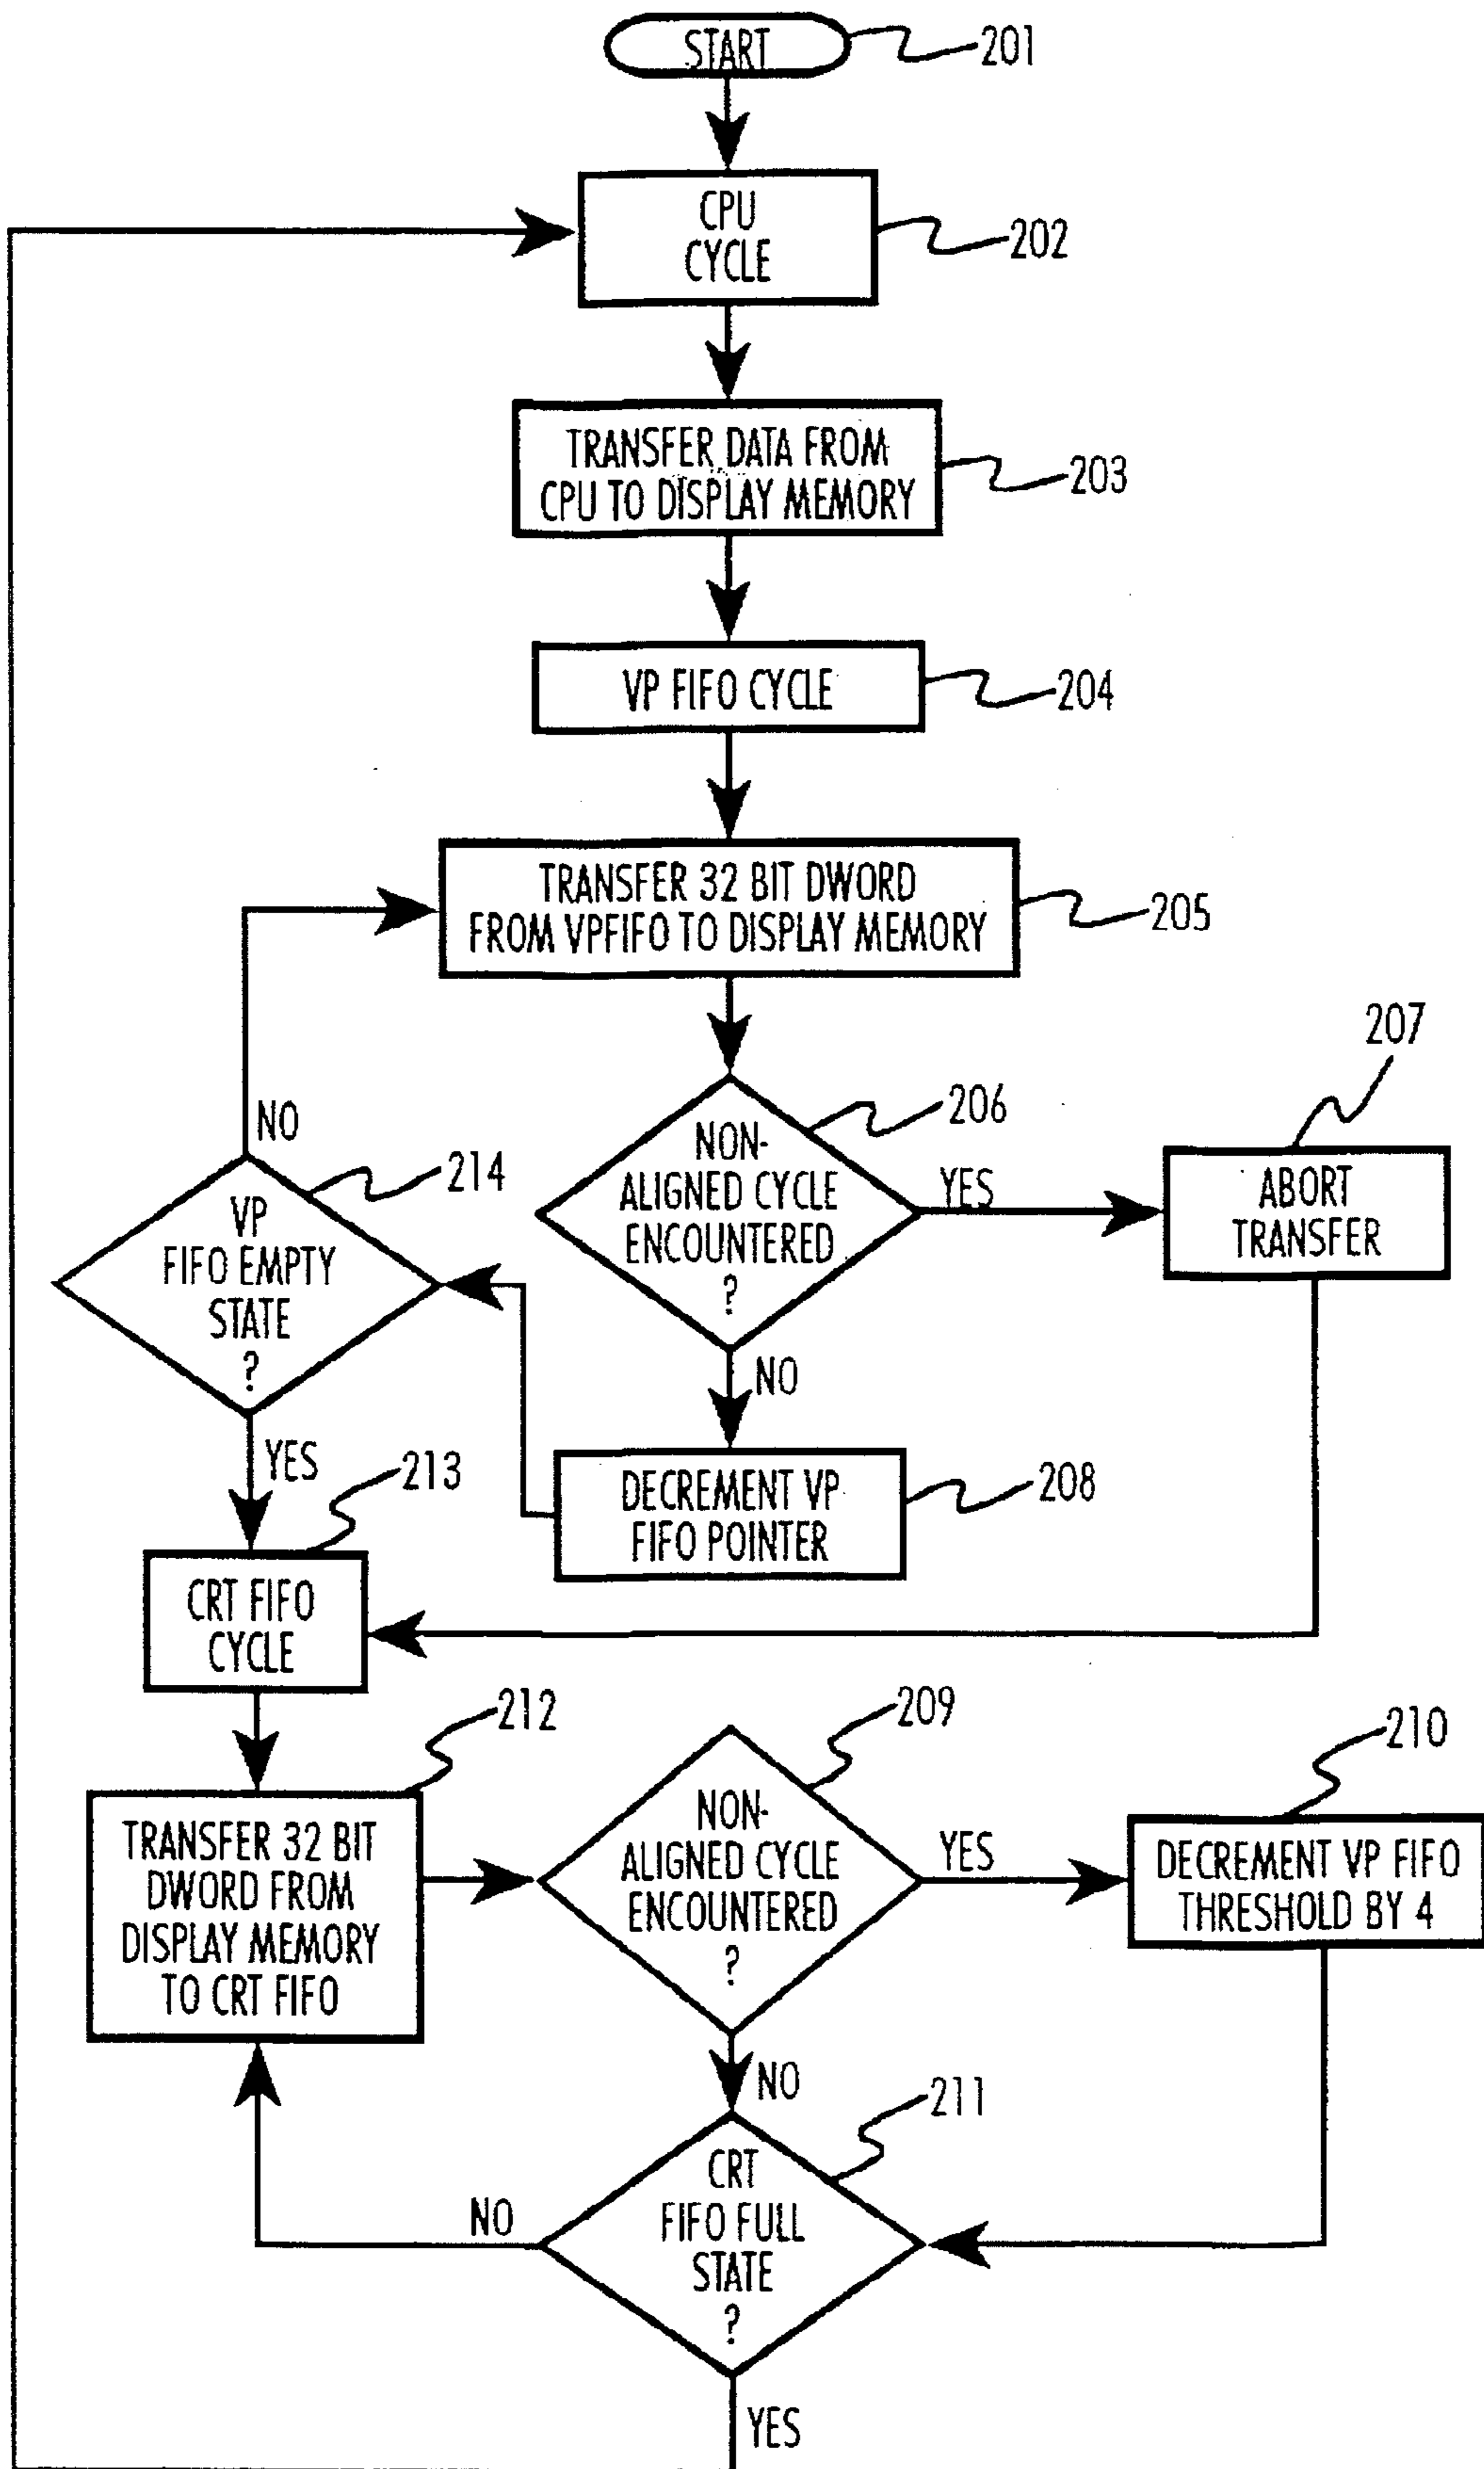 START
201
CPU
CYCLE
202
TRANSFER DATA FROM
CPU TO DISPLAY MEMORY
203
VP FIFO CYCLE
204
TRANSFER 32 BIT DWORD
FROM VPFIFO TO DISPLAY MEMORY
205
NON-
ALIGNED CYCLE
ENCOUNTERED
?
206
YES
207
ABORT
TRANSFER
NO
214
VP
FIFO EMPTY
STATE
?
NO
DECREMENT VP
FIFO POINTER
208
YES
213
CRT FIFO
CYCLE
212
TRANSFER 32 BIT
DWORD FROM
DISPLAY MEMORY
TO CRT FIFO
209
NON-
ALIGNED CYCLE
ENCOUNTERED
?
YES
210
DECREMENT VP FIFO
THRESHOLD BY 4
NO
211
CRT
FIFO FULL
STATE
?
NO
YES